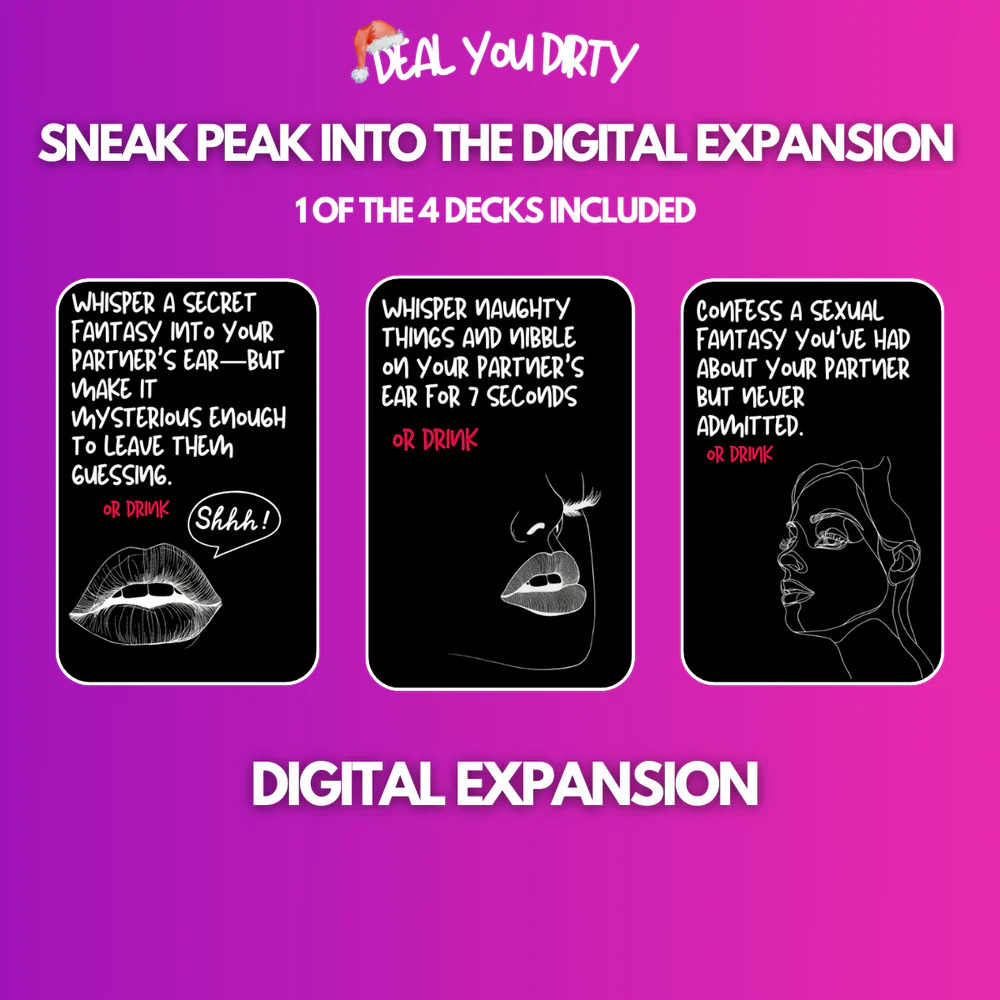 DEAL YOU DIRTY
SNEAK PEAK INTO THE DIGITAL EXPANSION
1 OF THE 4 DECKS INCLUDED
WHISPER A SECRET
FANTASY INTO YOUR
PARTNER'S EAR—BUT
MAKE IT
MYSTERIOUS ENOUGH
TO LEAVE THEM
GUESSING.
OR DRINK
Shhh!
WHISPER NAUGHTY
THINGS AND NIBBLE
ON YOUR PARTNER'S
EAR FOR 7 SECONDS
OR DRINK
CONFESS A SEXUAL
FANTASY YOU'VE HAD
ABOUT YOUR PARTNER
BUT NEVER
ADMITTED.
OR DRINK
DIGITAL EXPANSION